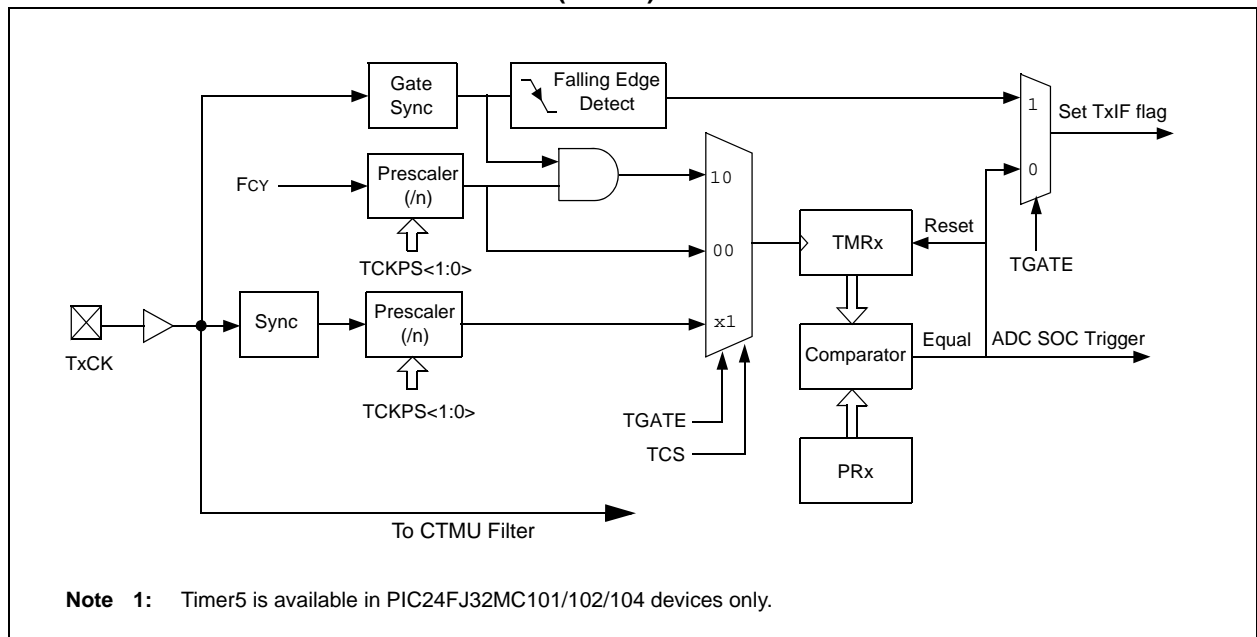 Gate
Sync
Falling Edge
Detect
1
Set TxIF flag
0
FCY
Prescaler
(/n)
10
TCKPS<1:0>
00
TMRx
Reset
TGATE
TxCK
Sync
Prescaler
(/n)
x1
Comparator
Equal
ADC SOC Trigger
TCKPS<1:0>
TGATE
TCS
PRx
To CTMU Filter
Note 1: Timer5 is available in PIC24FJ32MC101/102/104 devices only.